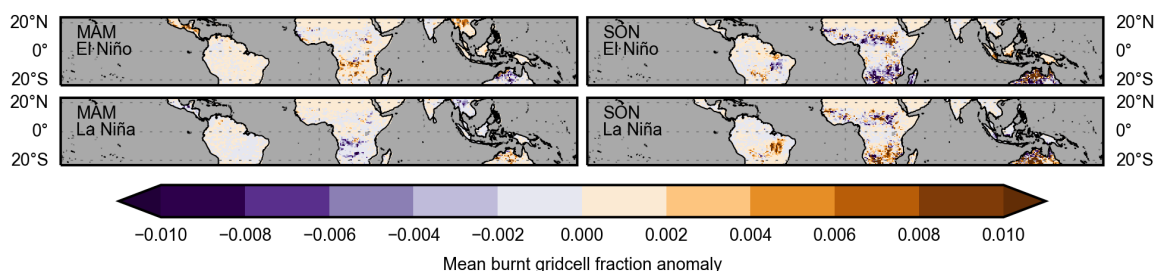 20°N
0°
20°S
MAM
El Niño
SON
El Niño
20°N
0°
20°S
20°N
0°
20°S
MAM
La Niña
SON
La Niña
20°N
0°
20°S
−0.010 −0.008 −0.006 −0.004 −0.002 0.000 0.002 0.004 0.006 0.008 0.010
Mean burnt gridcell fraction anomaly